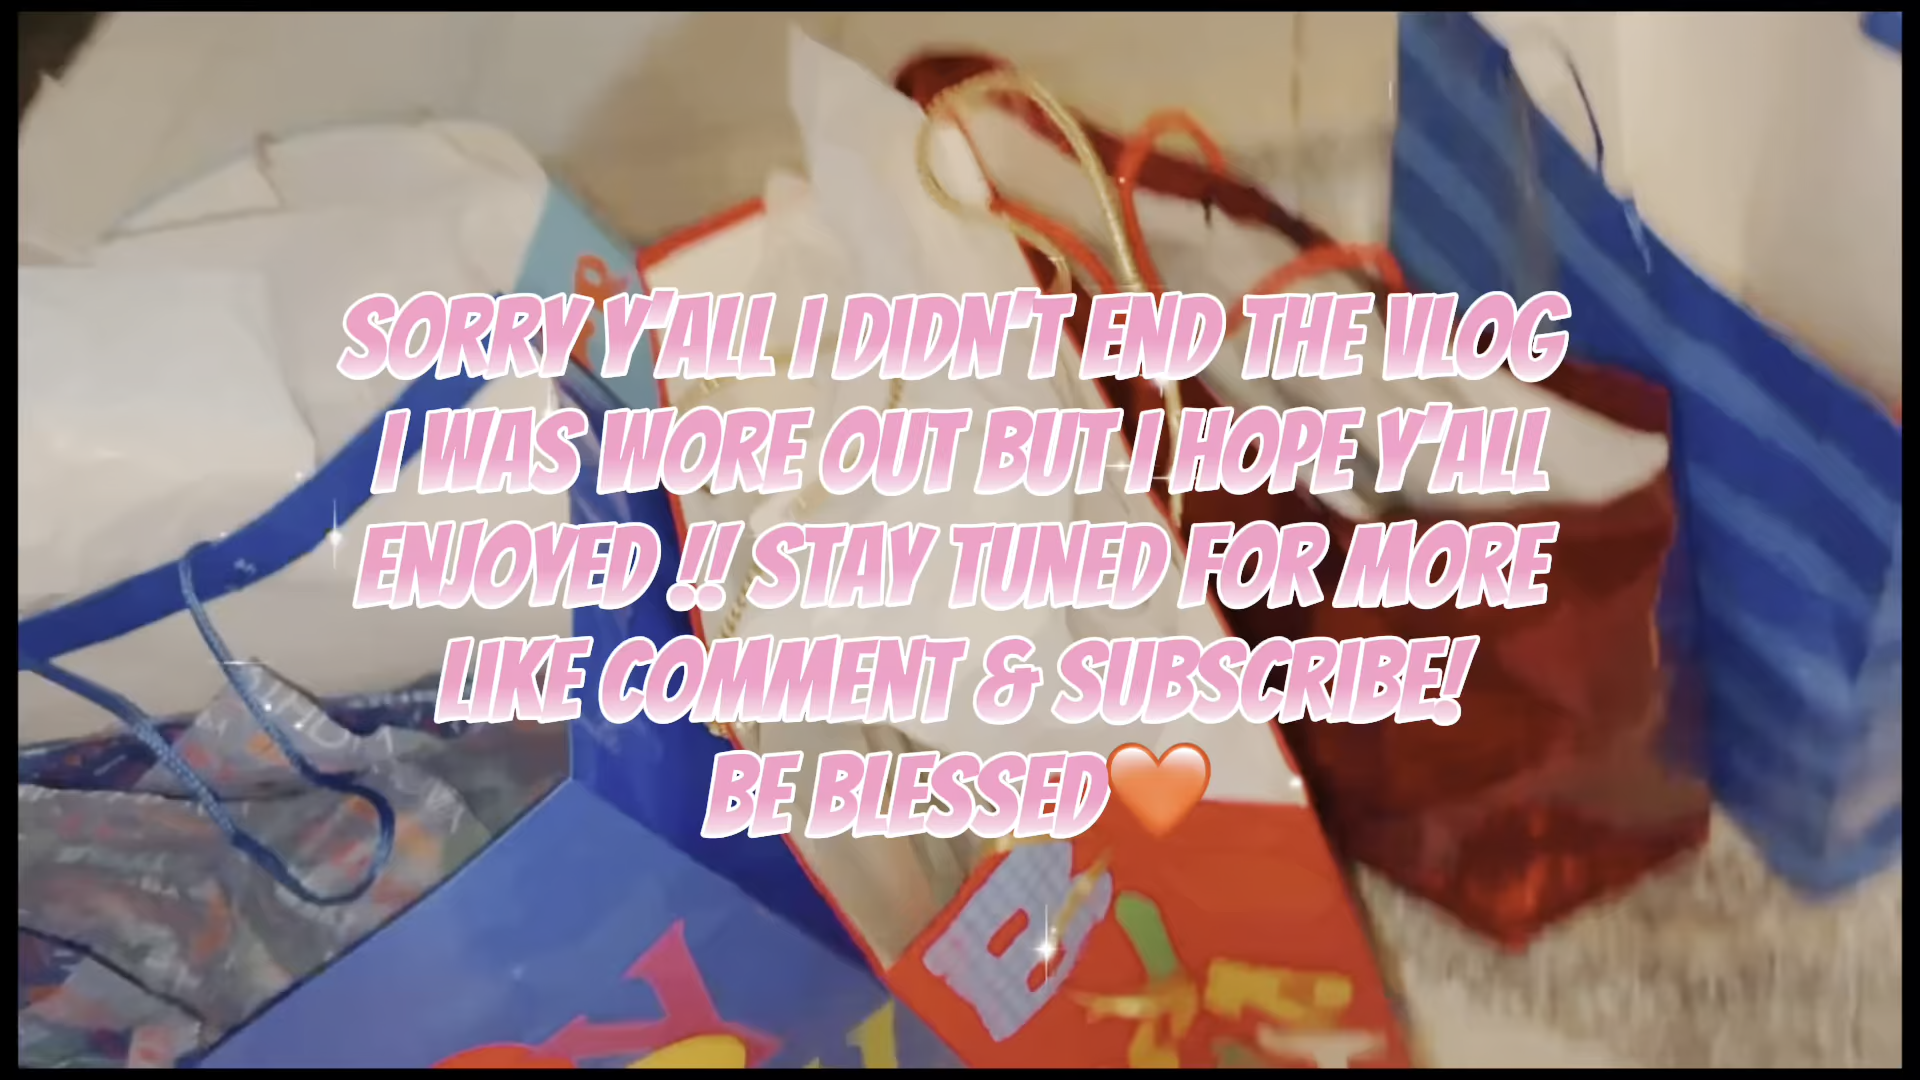 SORRY Y'ALL I DIDN'T END THE VLOG
I WAS WORE OUT BUT I HOPE Y'ALL
ENJOYED !! STAY TUNED FOR MORE
LIKE COMMENT & SUBSCRIBE!
BE BLESSED🧡